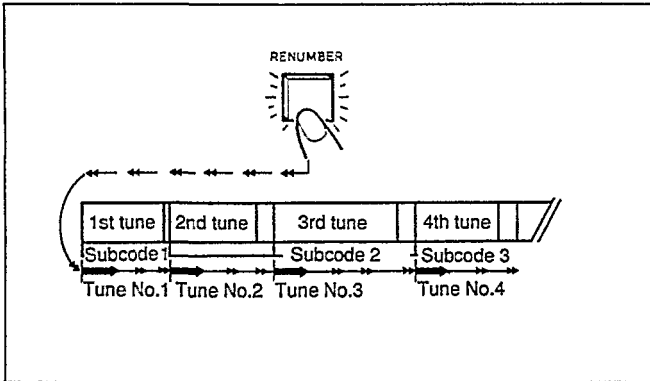 RENUMBER
1st tune 2nd tune 3rd tune 4th tune
Subcode 1 Subcode 2 Subcode 3
Tune No.1 Tune No.2 Tune No.3 Tune No.4